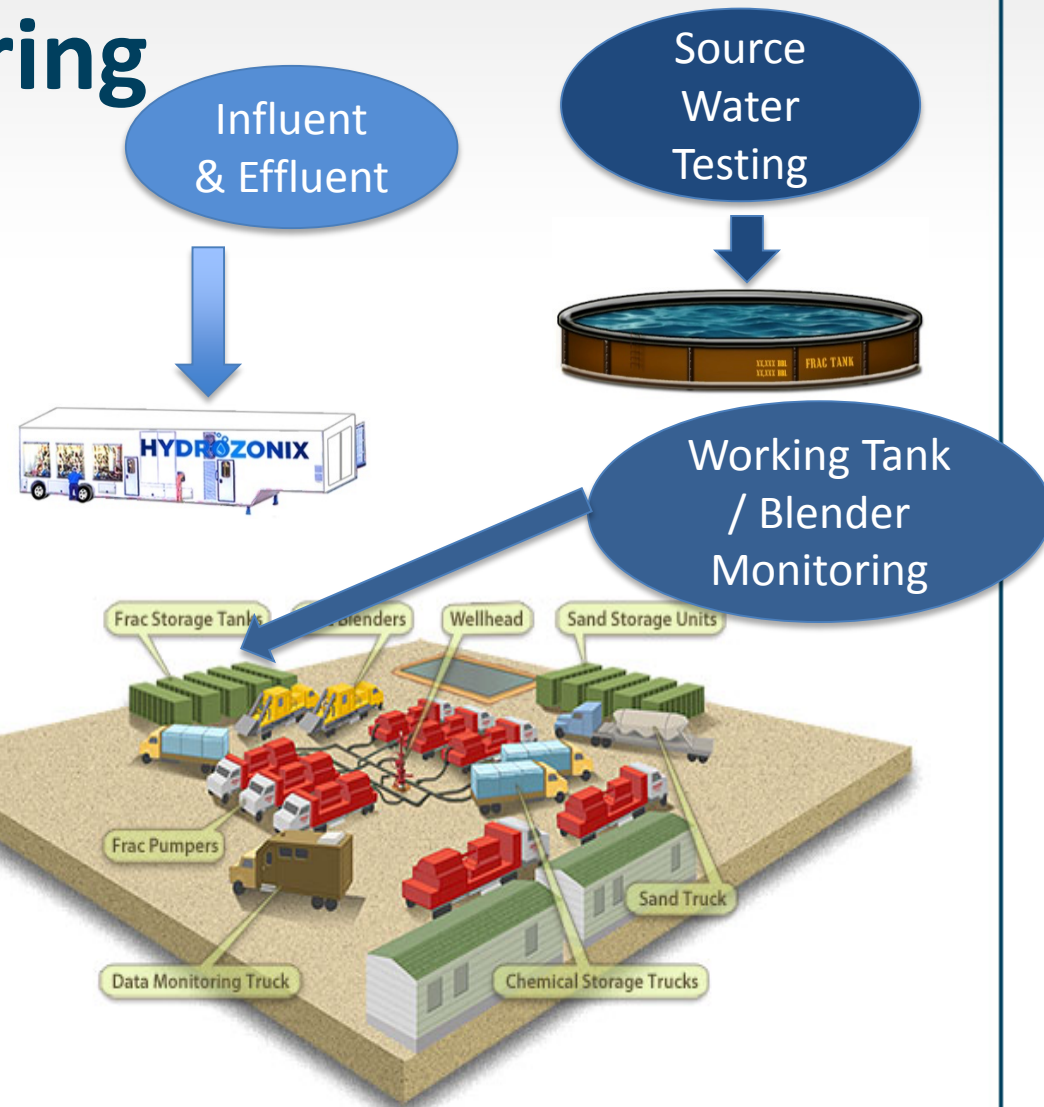 ring
Influent
& Effluent
Source
Water
Testing
FRAC TANK
HYDROZONIX
Working Tank
/ Blender
Monitoring
Frac Storage Tanks
Blenders
Wellhead
Sand Storage Units
Frac Pumpers
Sand Truck
Data Monitoring Truck
Chemical Storage Trucks